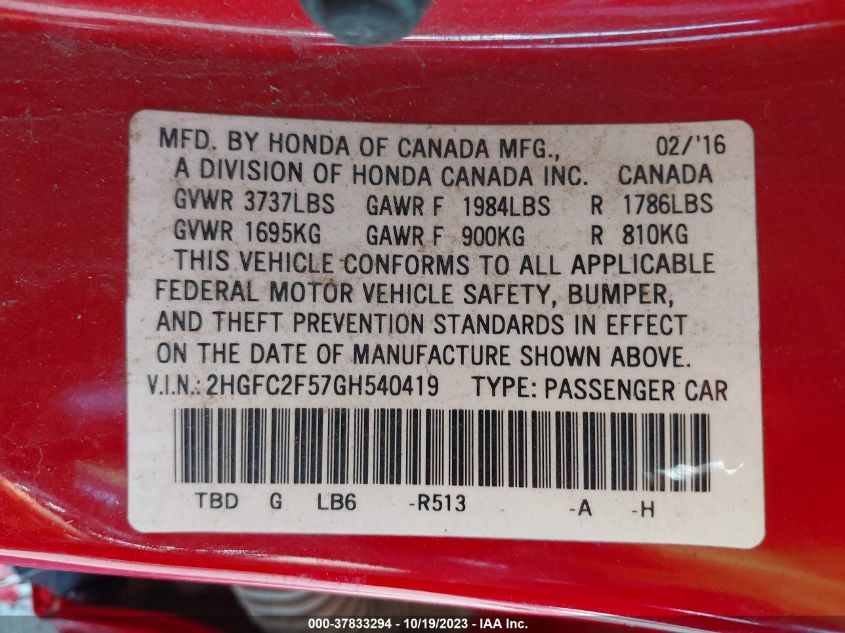 MFD. BY HONDA OF CANADA MFG., 02/'16
A DIVISION OF HONDA CANADA INC. CANADA
GVWR 3737LBS GAWR F 1984LBS R 1786LBS
GVWR 1695KG GAWR F 900KG R 810KG
THIS VEHICLE CONFORMS TO ALL APPLICABLE
FEDERAL MOTOR VEHICLE SAFETY, BUMPER,
AND THEFT PREVENTION STANDARDS IN EFFECT
ON THE DATE OF MANUFACTURE SHOWN ABOVE.
V.I.N.: 2HGFC2F57GH540419 TYPE: PASSENGER CAR
TBD G LB6 -R513 -A -H
000-37833294 - 10/19/2023 - IAA Inc.